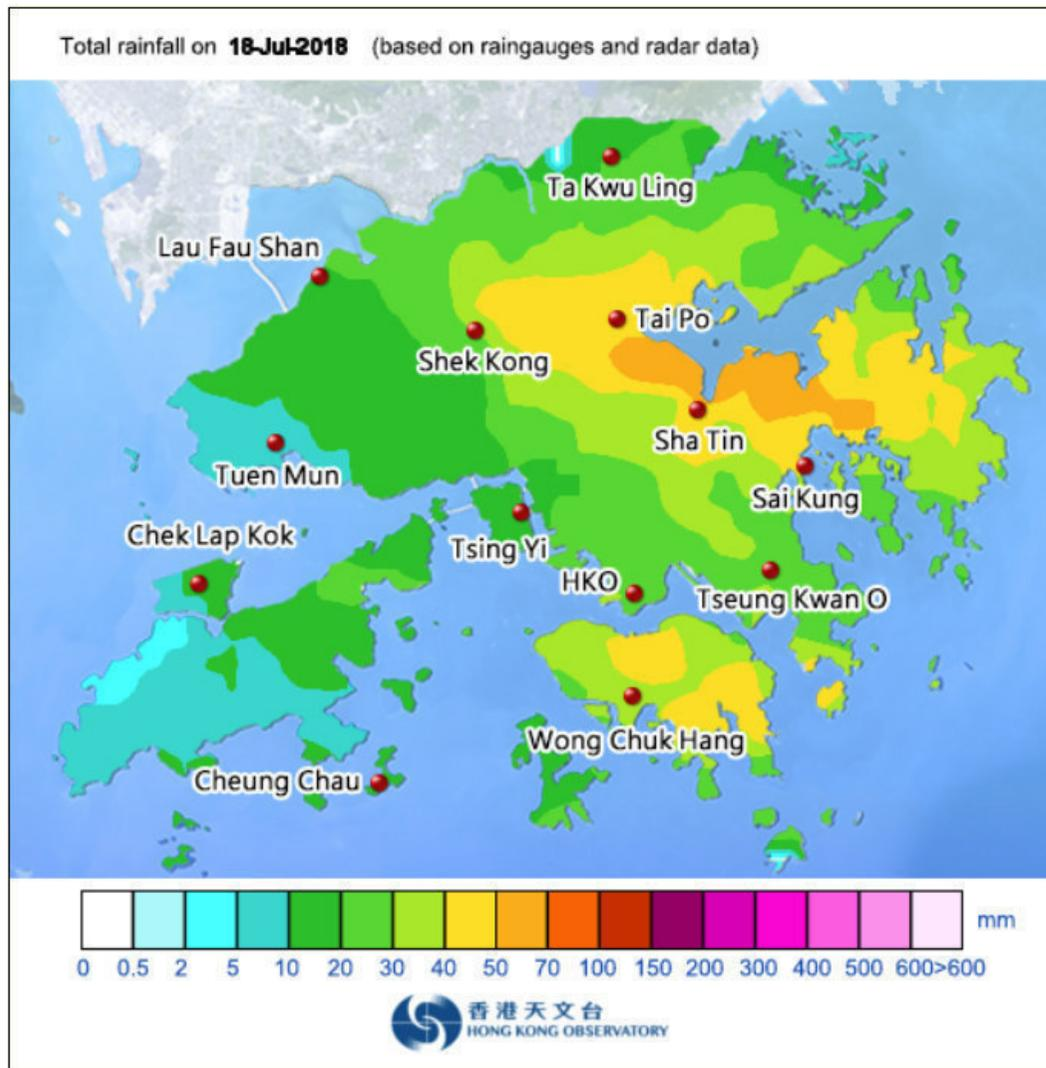 Total rainfall on 18-Jul-2018 (based on raingauges and radar data)
Ta Kwu Ling
Lau Fau Shan
Tai Po
Shek Kong
Sha Tin
Tuen Mun
Sai Kung
Chek Lap Kok
Tsing Yi
HKO
Tseung Kwan O
Wong Chuk Hang
Cheung Chau
mm
0 0.5 2 5 10 20 30 40 50 70 100 150 200 300 400 500 600>600
香港天文台
HONG KONG OBSERVATORY